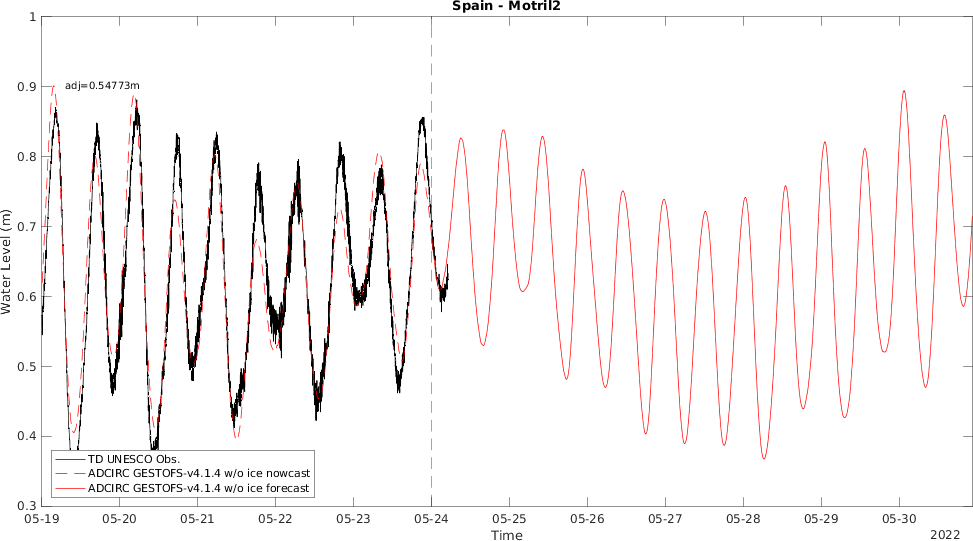 Spain - Motril2
adj=0.54773m
Water Level (m)
1
0.9
0.8
0.7
0.6
0.5
0.4
0.3
TD UNESCO Obs.
ADCIRC GESTOFS-v4.1.4 w/o ice nowcast
ADCIRC GESTOFS-v4.1.4 w/o ice forecast
05-19 05-20 05-21 05-22 05-23 05-24 05-25 05-26 05-27 05-28 05-29 05-30
Time
2022